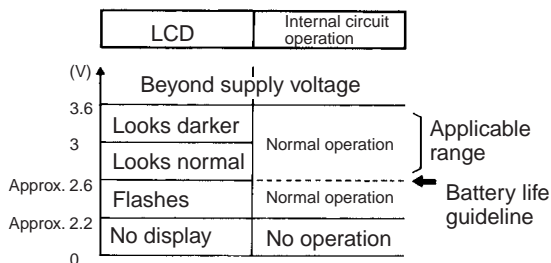 LCD
Internal circuit
operation
(V)
Beyond supply voltage
3.6
Looks darker
Normal operation
Applicable
range
3
Looks normal
Approx. 2.6
Flashes
Normal operation
Battery life
guideline
Approx. 2.2
No display
No operation
0